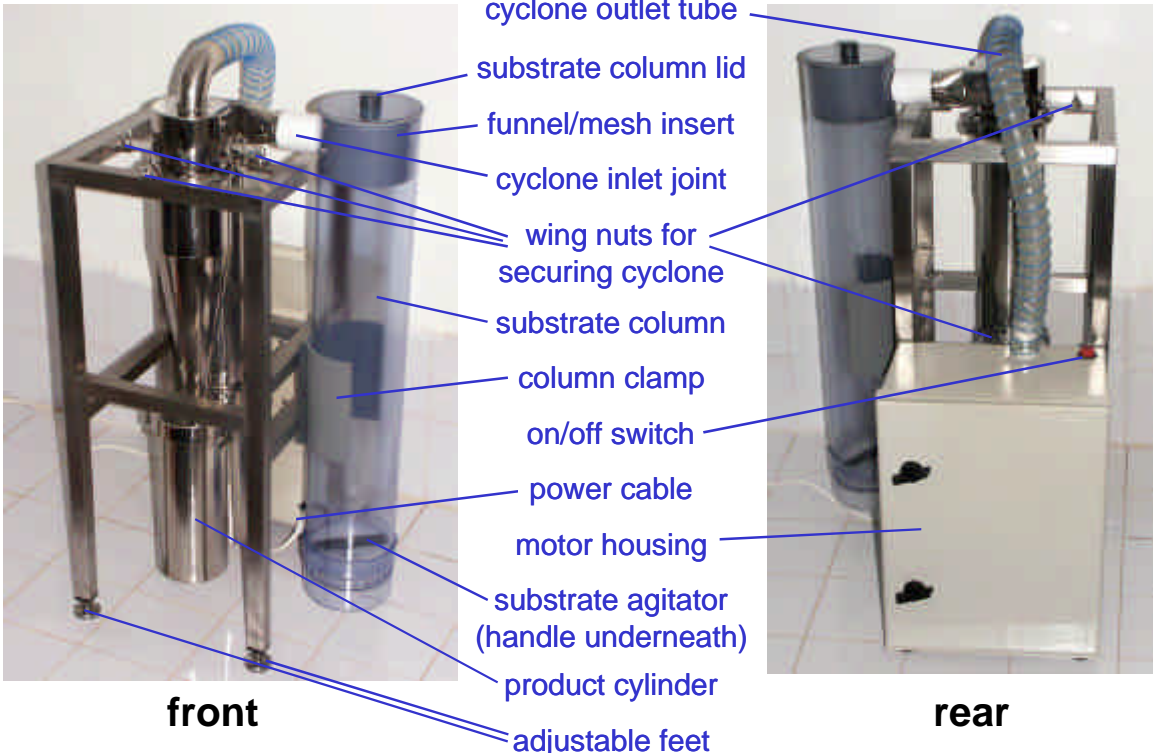 cyclone outlet tube
substrate column lid
funnel/mesh insert
cyclone inlet joint
wing nuts for
securing cyclone
substrate column
column clamp
on/off switch
power cable
motor housing
substrate agitator
(handle underneath)
product cylinder
adjustable feet
front
rear